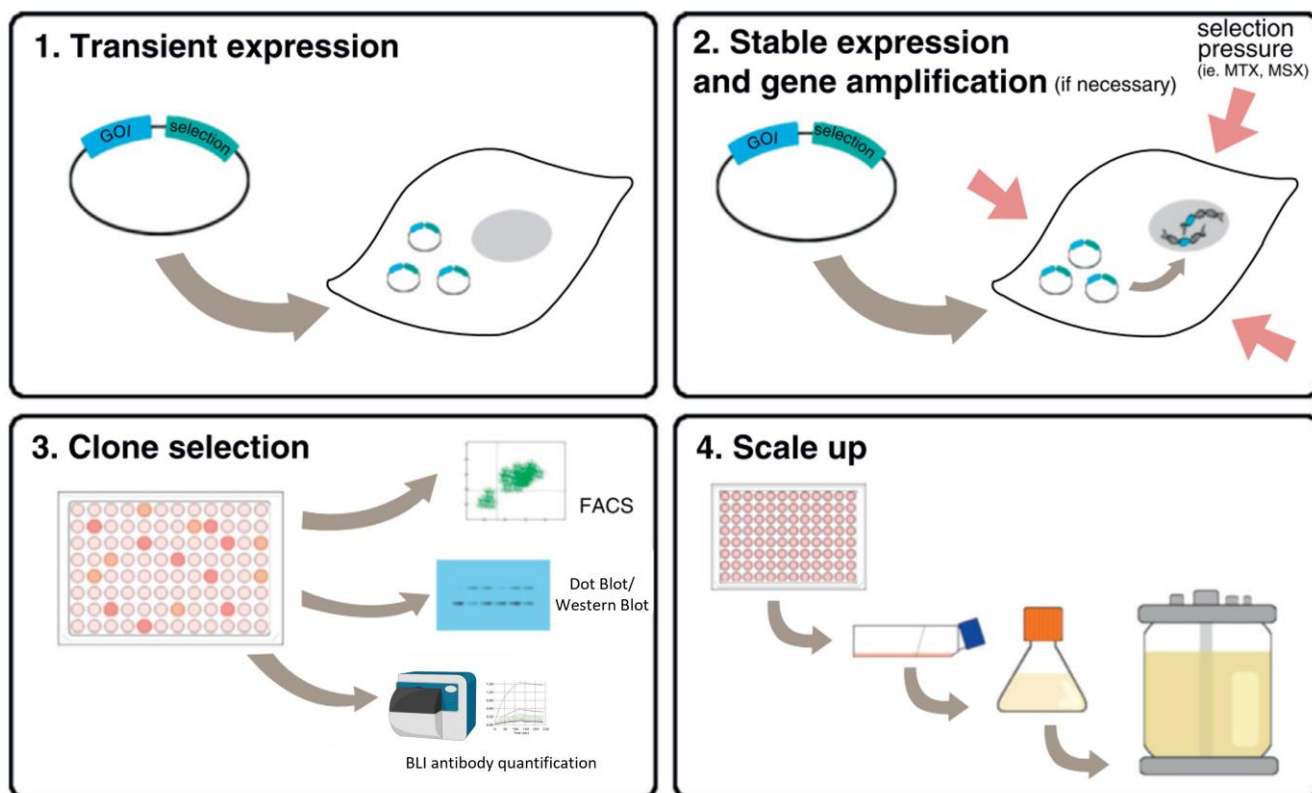 1. Transient expression
GOI
selection
2. Stable expression
and gene amplification (if necessary)
selection
pressure
(ie. MTX, MSX)
GOI
selection
3. Clone selection
FACS
Dot Blot/
Western Blot
BLI antibody quantification
4. Scale up